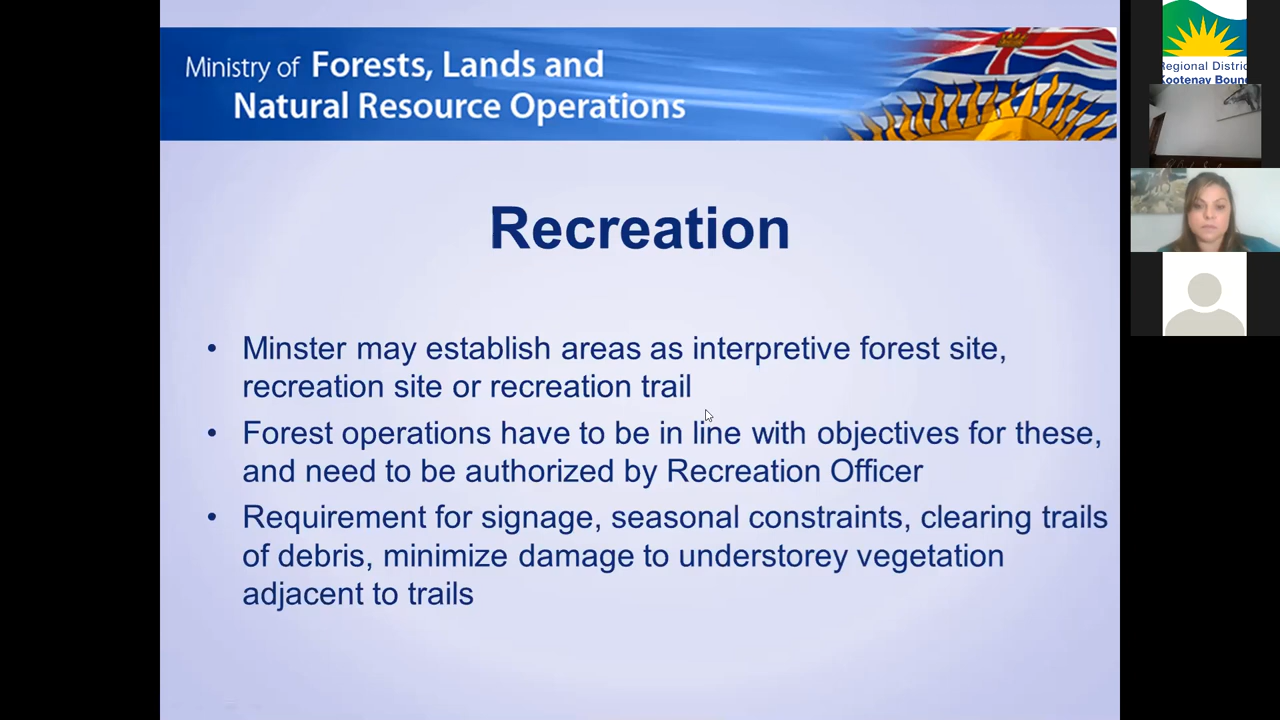 Ministry of Forests, Lands and
Natural Resource Operations
Recreation
• Minster may establish areas as interpretive forest site,
recreation site or recreation trail
• Forest operations have to be in line with objectives for these,
and need to be authorized by Recreation Officer
• Requirement for signage, seasonal constraints, clearing trails
of debris, minimize damage to understorey vegetation
adjacent to trails
Regional Distric
Kootenay Boun